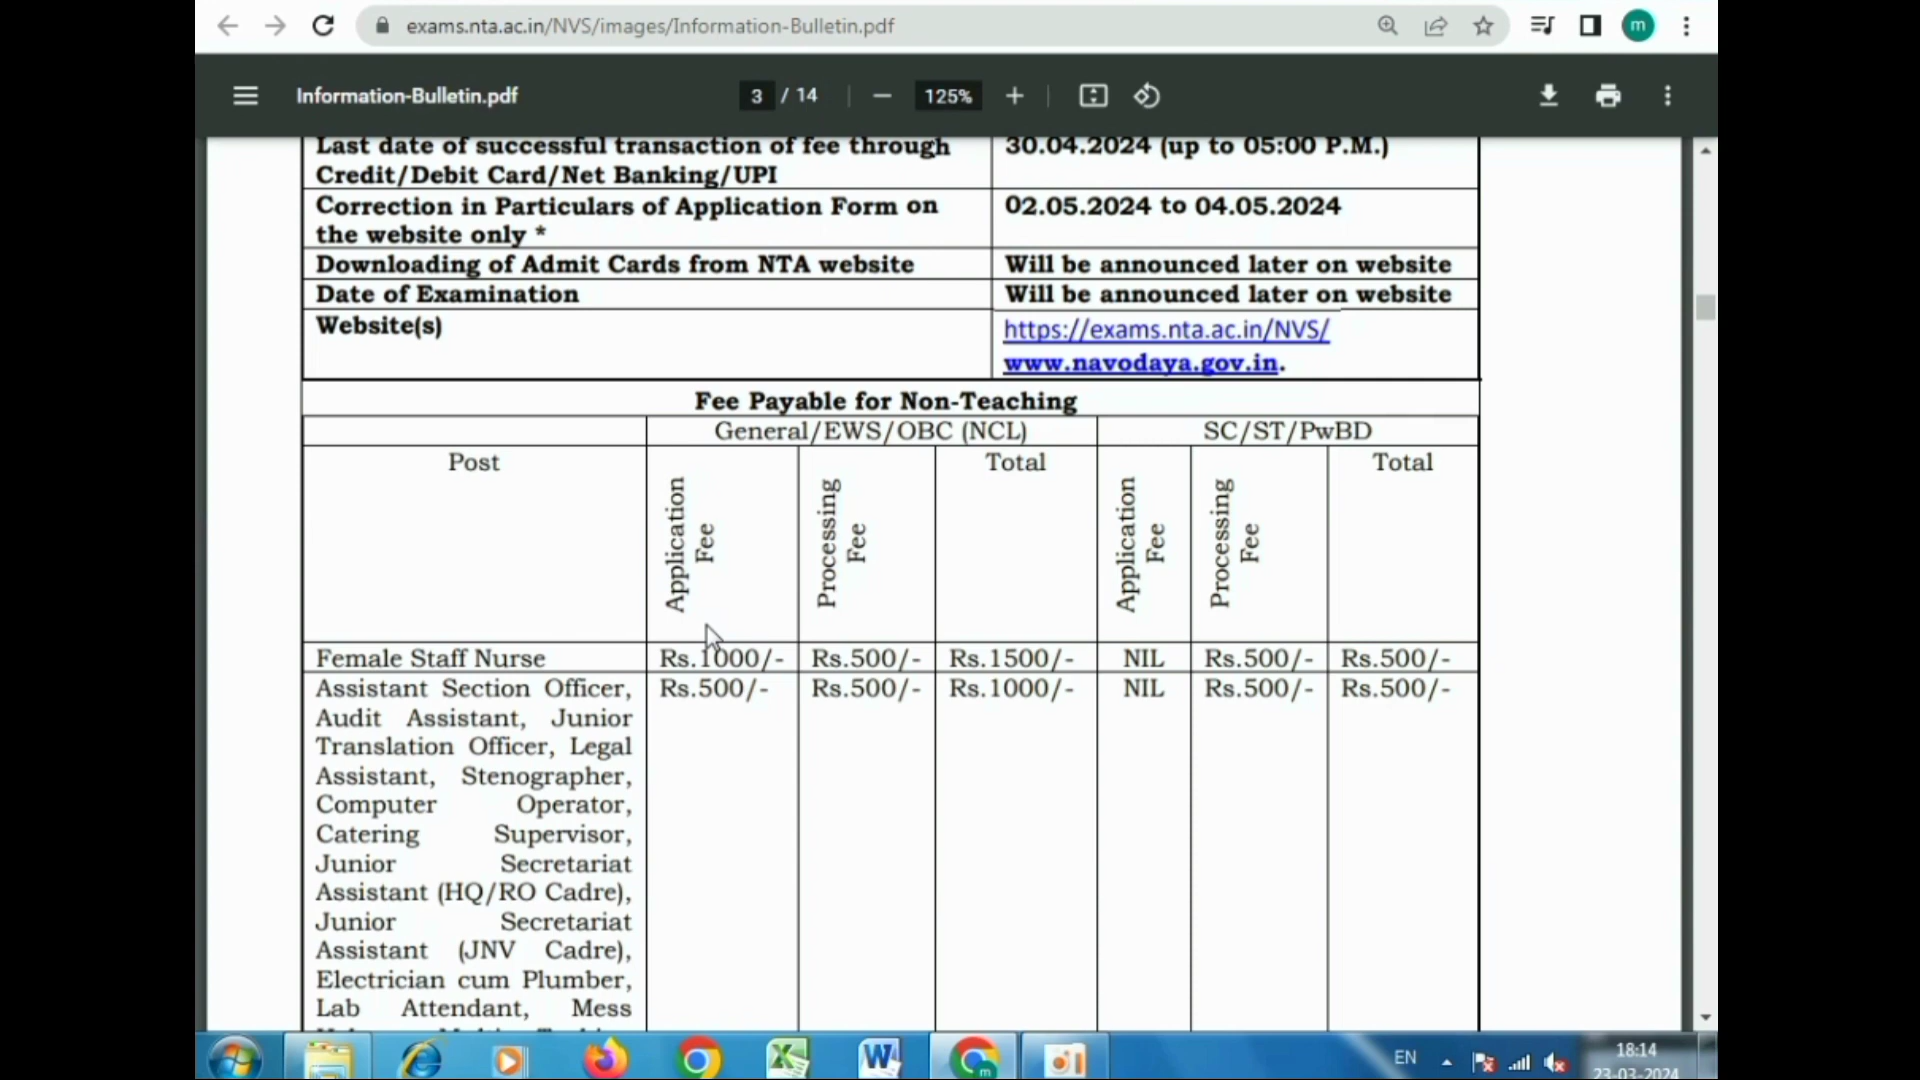 exams.nta.ac.in/NVS/images/Information-Bulletin.pdf
m
Information-Bulletin.pdf
3 / 14
125%
Last date of successful transaction of fee through
Credit/Debit Card/Net Banking/UPI
30.04.2024 (up to 05:00 P.M.)
Correction in Particulars of Application Form on
the website only *
02.05.2024 to 04.05.2024
Downloading of Admit Cards from NTA website
Will be announced later on website
Date of Examination
Will be announced later on website
Website(s)
https://exams.nta.ac.in/NVS/
www.navodaya.gov.in.
Fee Payable for Non-Teaching
General/EWS/OBC (NCL)
SC/ST/PwBD
Post
Application
Fee
Processing
Fee
Total
Application
Fee
Processing
Fee
Total
Female Staff Nurse
Rs.1000/-
Rs.500/-
Rs.1500/-
NIL
Rs.500/-
Rs.500/-
Assistant Section Officer,
Audit Assistant, Junior
Translation Officer, Legal
Assistant, Stenographer,
Computer Operator,
Catering Supervisor,
Junior Secretariat
Assistant (HQ/RO Cadre),
Junior Secretariat
Assistant (JNV Cadre),
Electrician cum Plumber,
Lab Attendant, Mess
Rs.500/-
Rs.500/-
Rs.1000/-
NIL
Rs.500/-
Rs.500/-
m
EN
18:14
23-03-2024